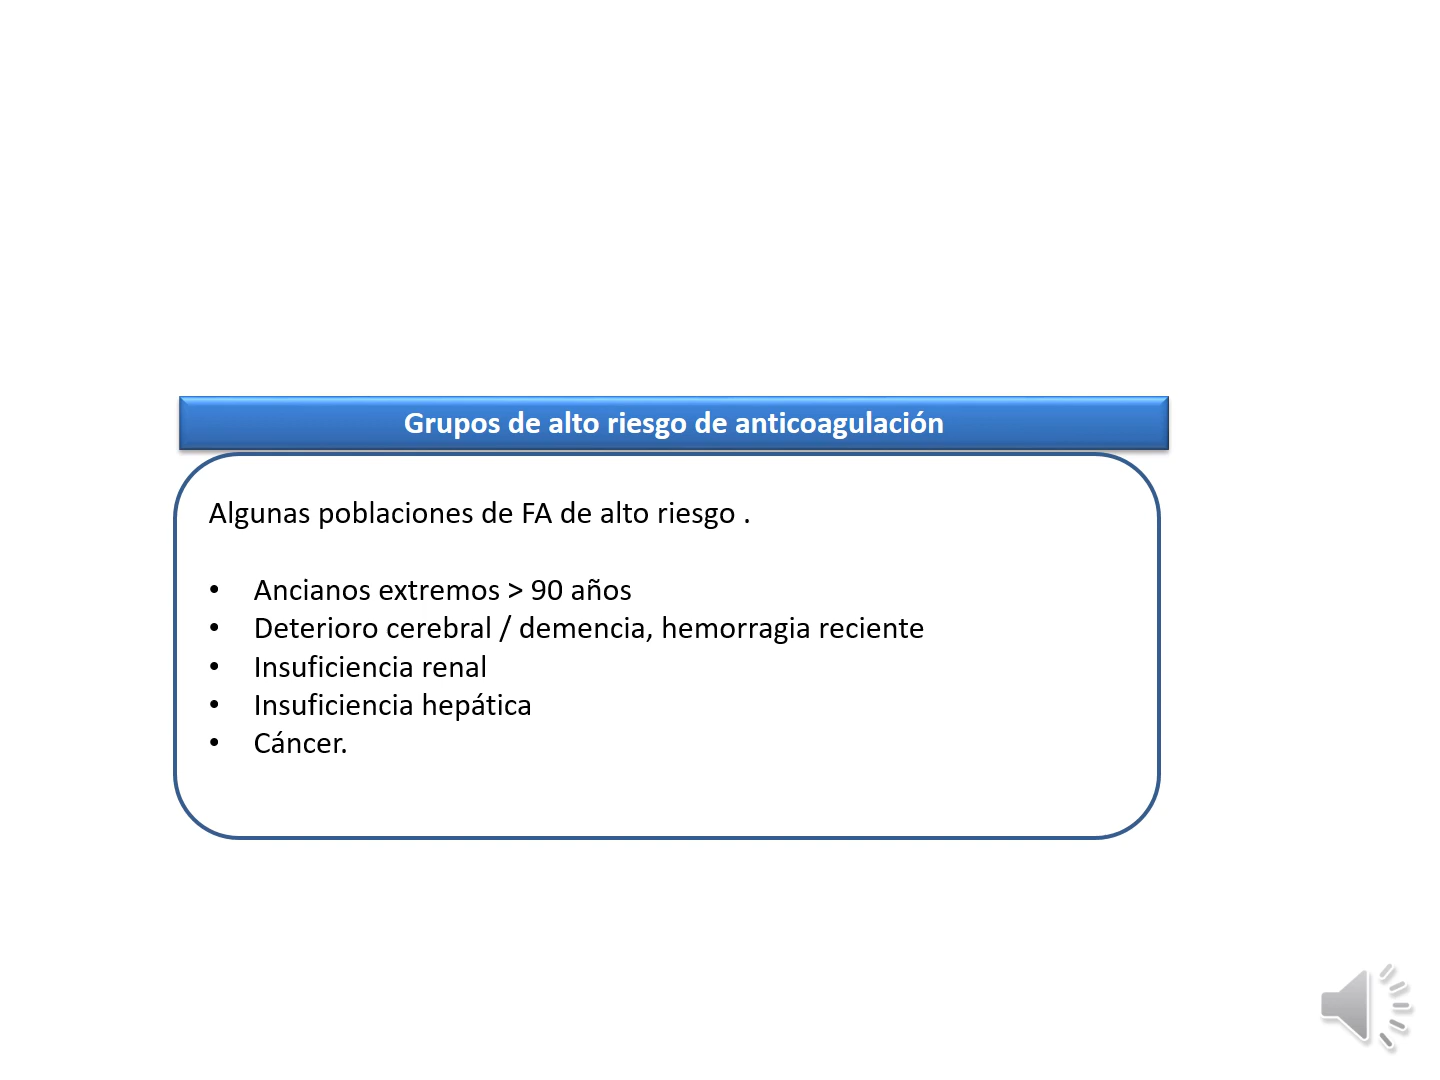 Grupos de alto riesgo de anticoagulación
Algunas poblaciones de FA de alto riesgo .
• Ancianos extremos > 90 años
• Deterioro cerebral / demencia, hemorragia reciente
• Insuficiencia renal
• Insuficiencia hepática
• Cáncer.